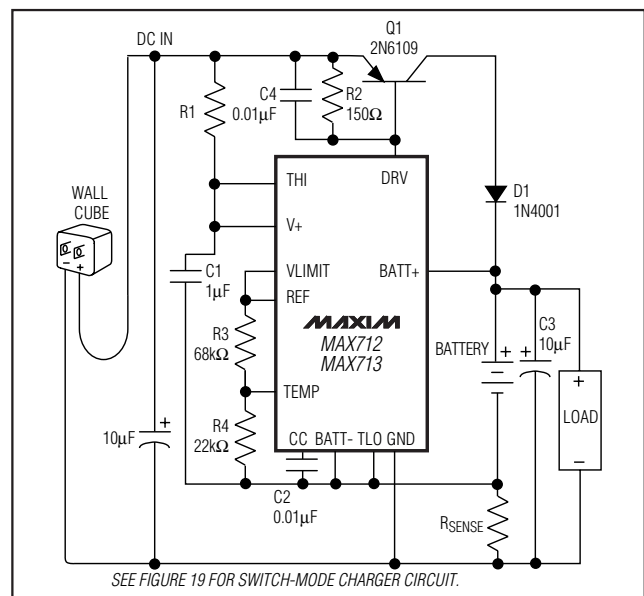 DC IN
Q1
2N6109
R1
C4
0.01µF
R2
150Ω
WALL
CUBE
THI
DRV
D1
1N4001
V+
C1
1µF
VLIMIT
BATT+
REF
R3
68kΩ
MAXIM
MAX712
MAX713
BATTERY
+
+
C3
10µF
+
LOAD
–
TEMP
R4
22kΩ
+
10µF
CC BATT- TLO GND
C2
0.01µF
RSENSE
– +
SEE FIGURE 19 FOR SWITCH-MODE CHARGER CIRCUIT.